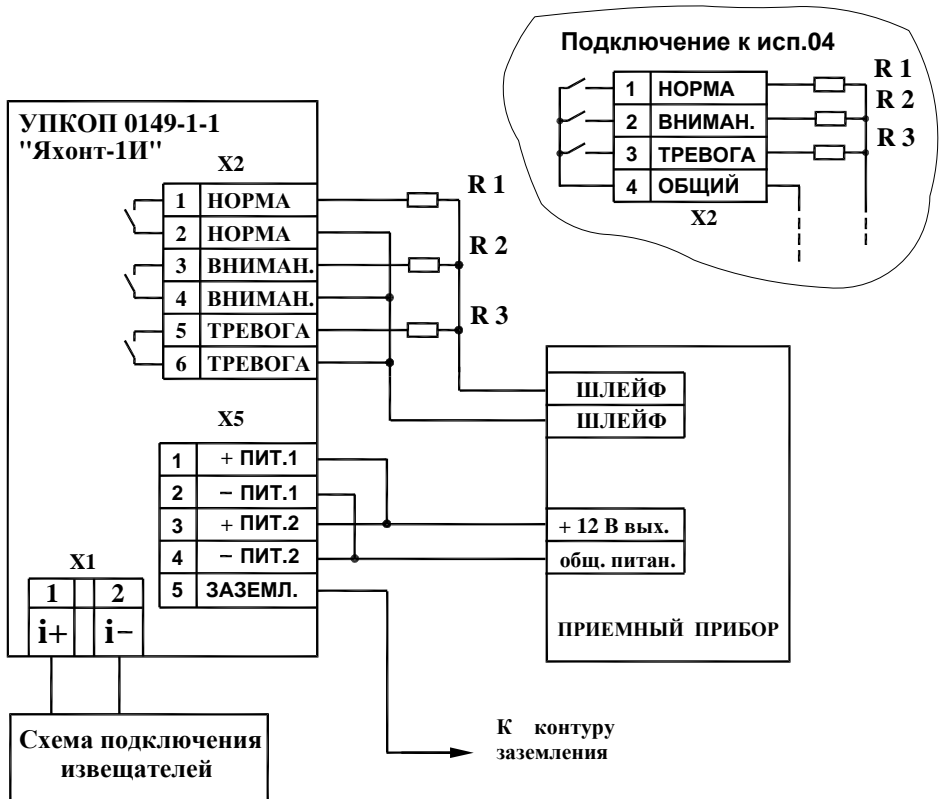 Подключение к исп.04
1 НОРМА
2 ВНИМАН.
3 ТРЕВОГА
4 ОБЩИЙ
X2
R 1
R 2
R 3
УПКОП 0149-1-1
"Яхонт-1И"
X2
1 НОРМА
2 НОРМА
3 ВНИМАН.
4 ВНИМАН.
5 ТРЕВОГА
6 ТРЕВОГА
R 1
R 2
R 3
X5
1 + ПИТ.1
2 − ПИТ.1
3 + ПИТ.2
4 − ПИТ.2
5 ЗАЗЕМЛ.
X1
1 2
i+ i−
ШЛЕЙФ
ШЛЕЙФ
+ 12 В вых.
общ. питан.
ПРИЕМНЫЙ ПРИБОР
Схема подключения
извещателей
К контуру
заземления